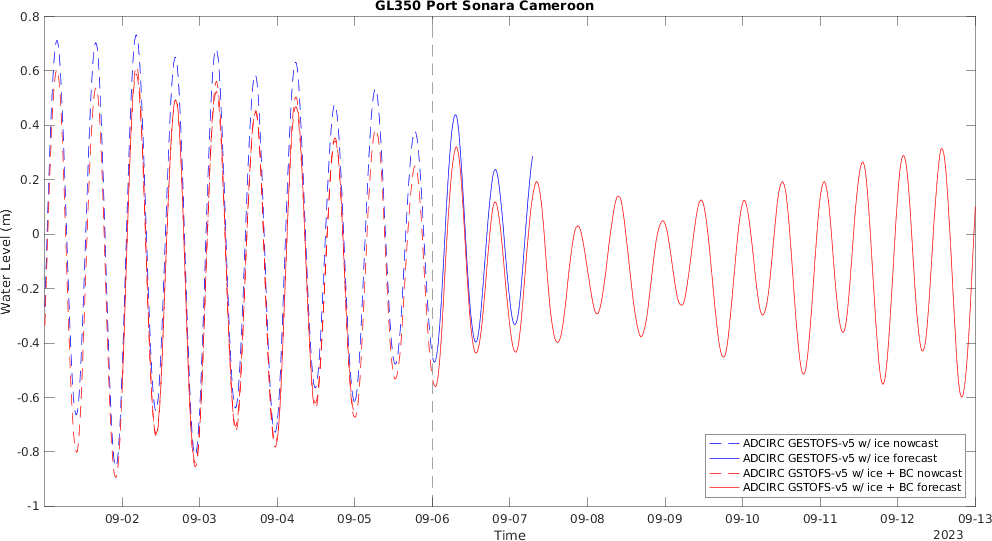 GL350 Port Sonara Cameroon
0.8
0.6
0.4
0.2
0
-0.2
-0.4
-0.6
-0.8
-1
Water Level (m)
ADCIRC GESTOFS-v5 w/ ice nowcast
ADCIRC GESTOFS-v5 w/ ice forecast
ADCIRC GSTOFS-v5 w/ ice + BC nowcast
ADCIRC GSTOFS-v5 w/ ice + BC forecast
09-02 09-03 09-04 09-05 09-06 09-07 09-08 09-09 09-10 09-11 09-12 09-13
Time
2023